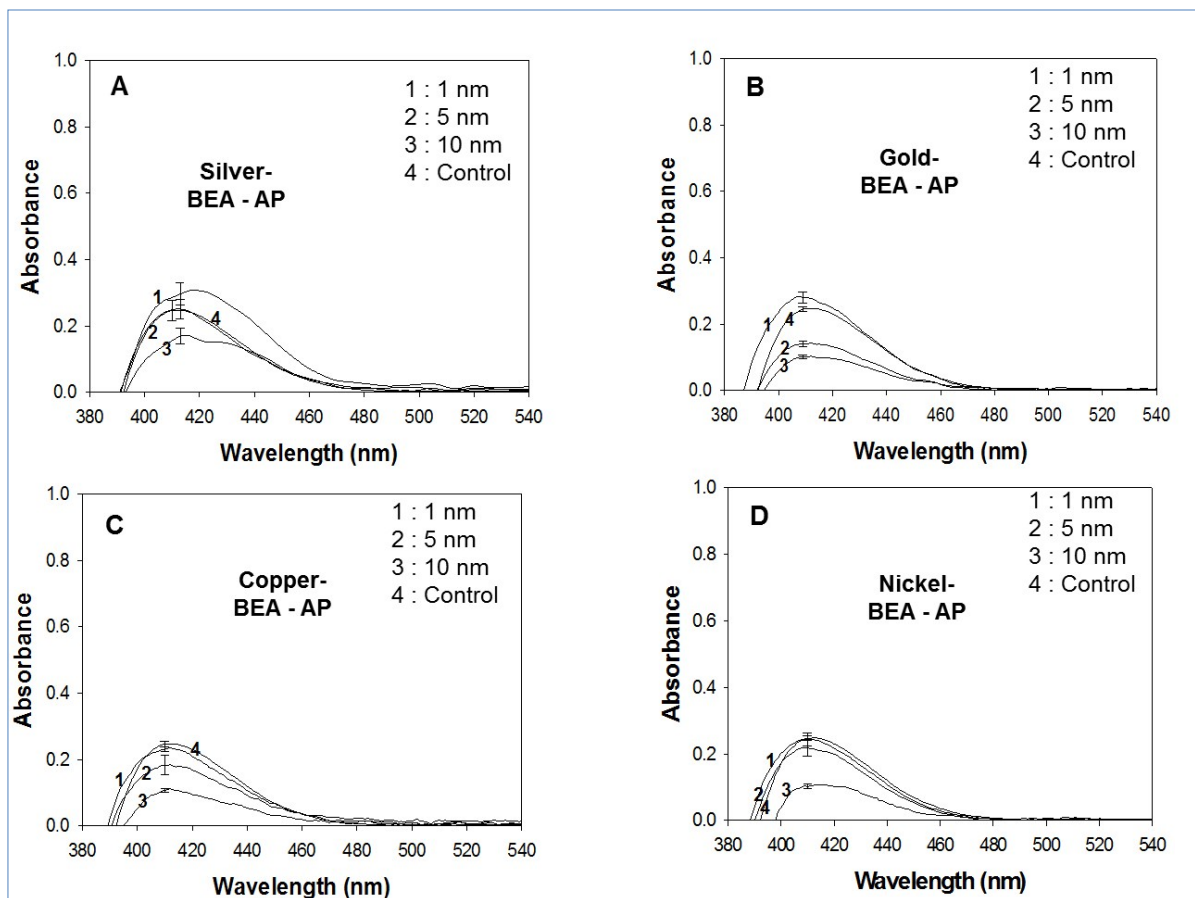 A
1 : 1 nm
2 : 5 nm
3 : 10 nm
4 : Control
Silver-
BEA - AP
Absorbance
1.0
0.8
0.6
0.4
0.2
0.0
1
2
3
4
380 400 420 440 460 480 500 520 540
Wavelength (nm)
B
1 : 1 nm
2 : 5 nm
3 : 10 nm
4 : Control
Gold-
BEA - AP
Absorbance
1.0
0.8
0.6
0.4
0.2
0.0
1
4
2
3
380 400 420 440 460 480 500 520 540
Wavelength (nm)
C
1 : 1 nm
2 : 5 nm
3 : 10 nm
4 : Control
Copper-
BEA - AP
Absorbance
1.0
0.8
0.6
0.4
0.2
0.0
4
1
2
3
380 400 420 440 460 480 500 520 540
Wavelength (nm)
D
1 : 1 nm
2 : 5 nm
3 : 10 nm
4 : Control
Nickel-
BEA - AP
Absorbance
1.0
0.8
0.6
0.4
0.2
0.0
1
2
3
4
380 400 420 440 460 480 500 520 540
Wavelength (nm)